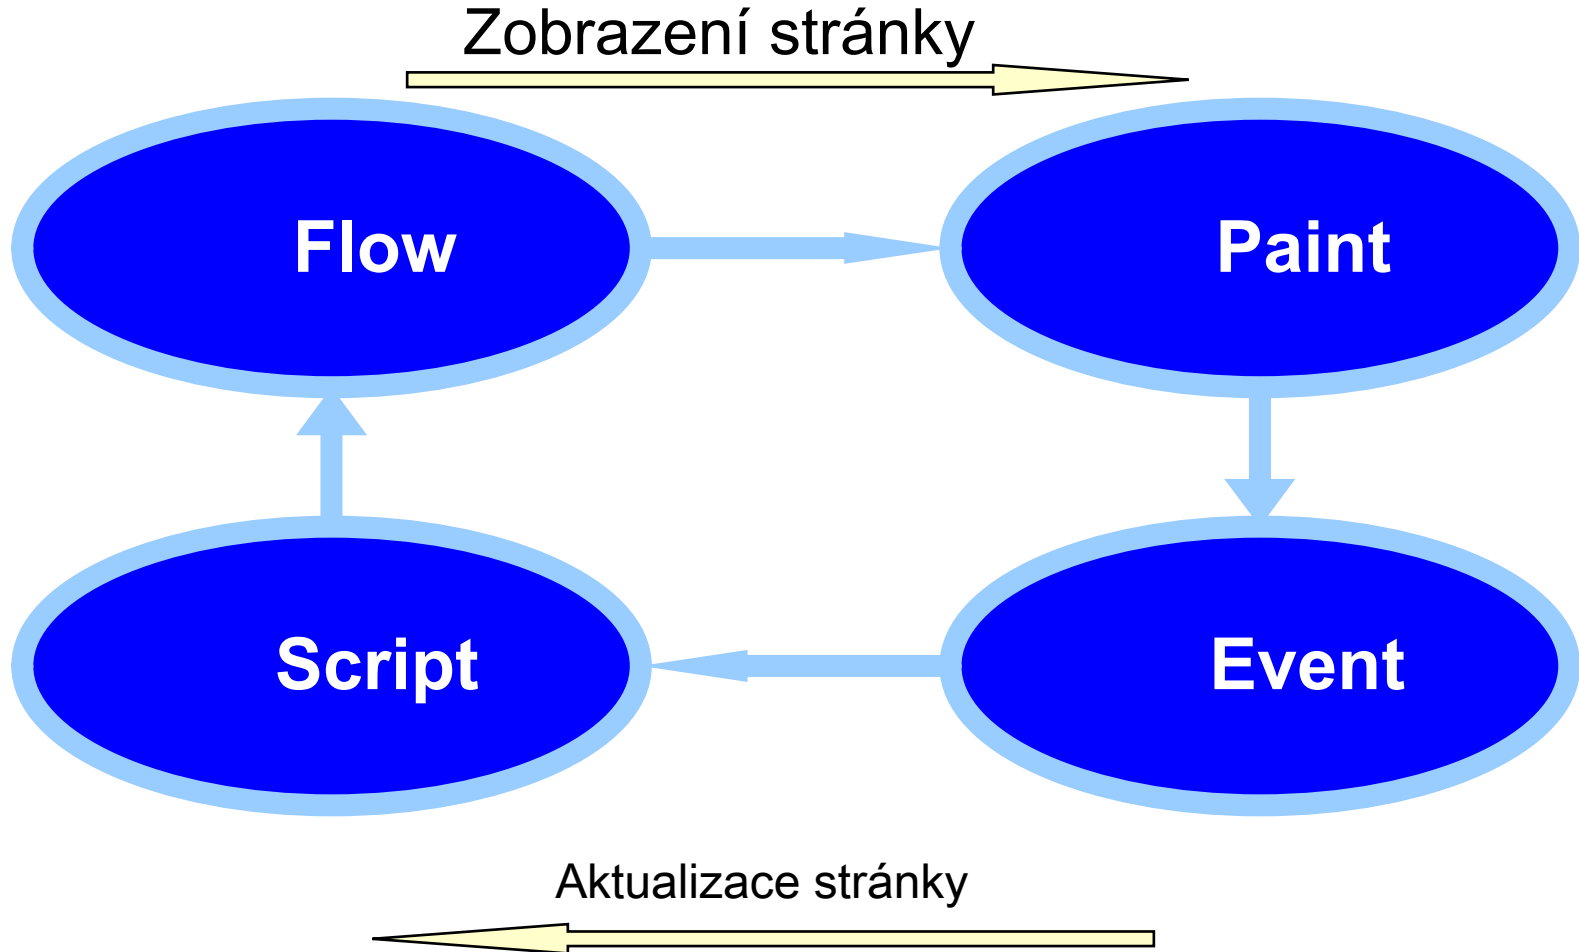 Zobrazení stránky
Flow
Paint
Script
Event
Aktualizace stránky